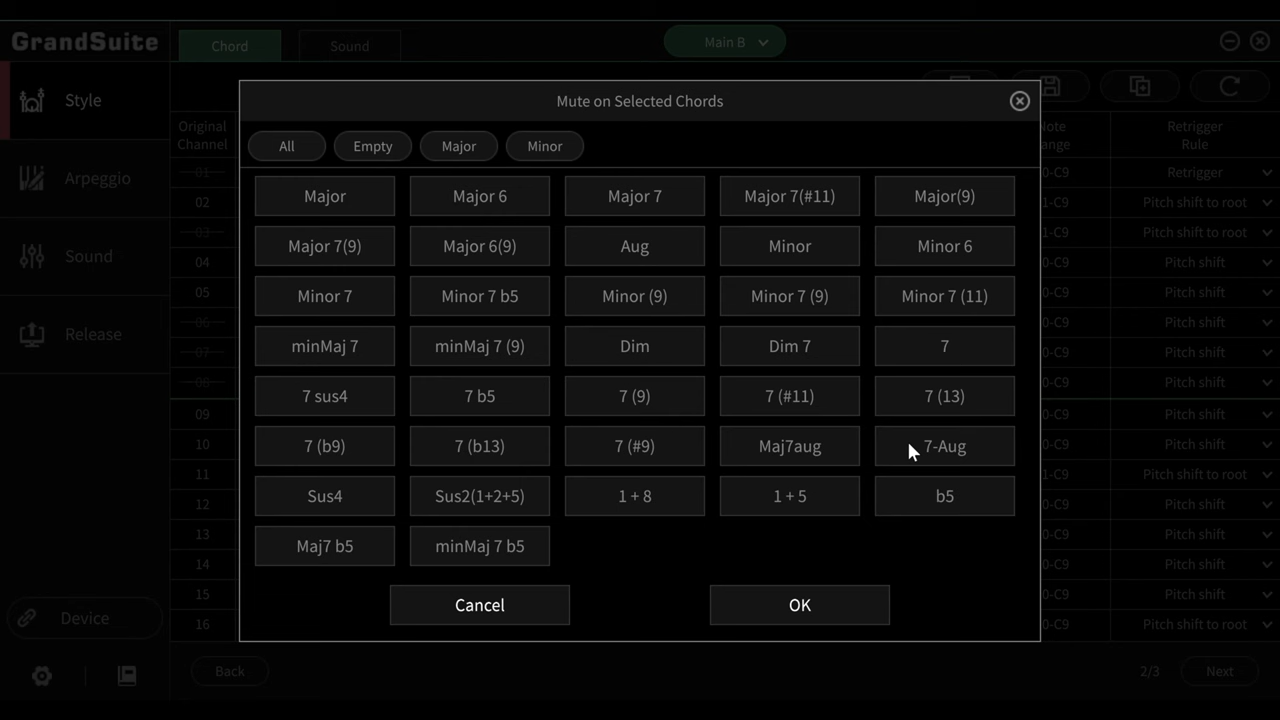 GrandSuite
Chord
Sound
Main B
Style
Arpeggio
Sound
Release
Device
Mute on Selected Chords
All
Empty
Major
Minor
Major
Major 6
Major 7
Major 7(#11)
Major(9)
Major 7(9)
Major 6(9)
Aug
Minor
Minor 6
Minor 7
Minor 7 b5
Minor (9)
Minor 7 (9)
Minor 7 (11)
minMaj 7
minMaj 7 (9)
Dim
Dim 7
7
7 sus4
7 b5
7 (9)
7 (#11)
7 (13)
7 (b9)
7 (b13)
7 (#9)
Maj7aug
7-Aug
Sus4
Sus2(1+2+5)
1 + 8
1 + 5
b5
Maj7 b5
minMaj 7 b5
Cancel
OK
Original
Channel
Retrigger
Rule
01
Retrigger
02
Pitch shift to root
03
Pitch shift to root
04
Pitch shift
05
Pitch shift
06
Pitch shift
07
Pitch shift
08
Pitch shift
09
Pitch shift
10
Pitch shift
11
Pitch shift to root
12
Pitch shift
13
Pitch shift
14
Pitch shift
15
Pitch shift
16
Pitch shift to root
Back
2/3
Next